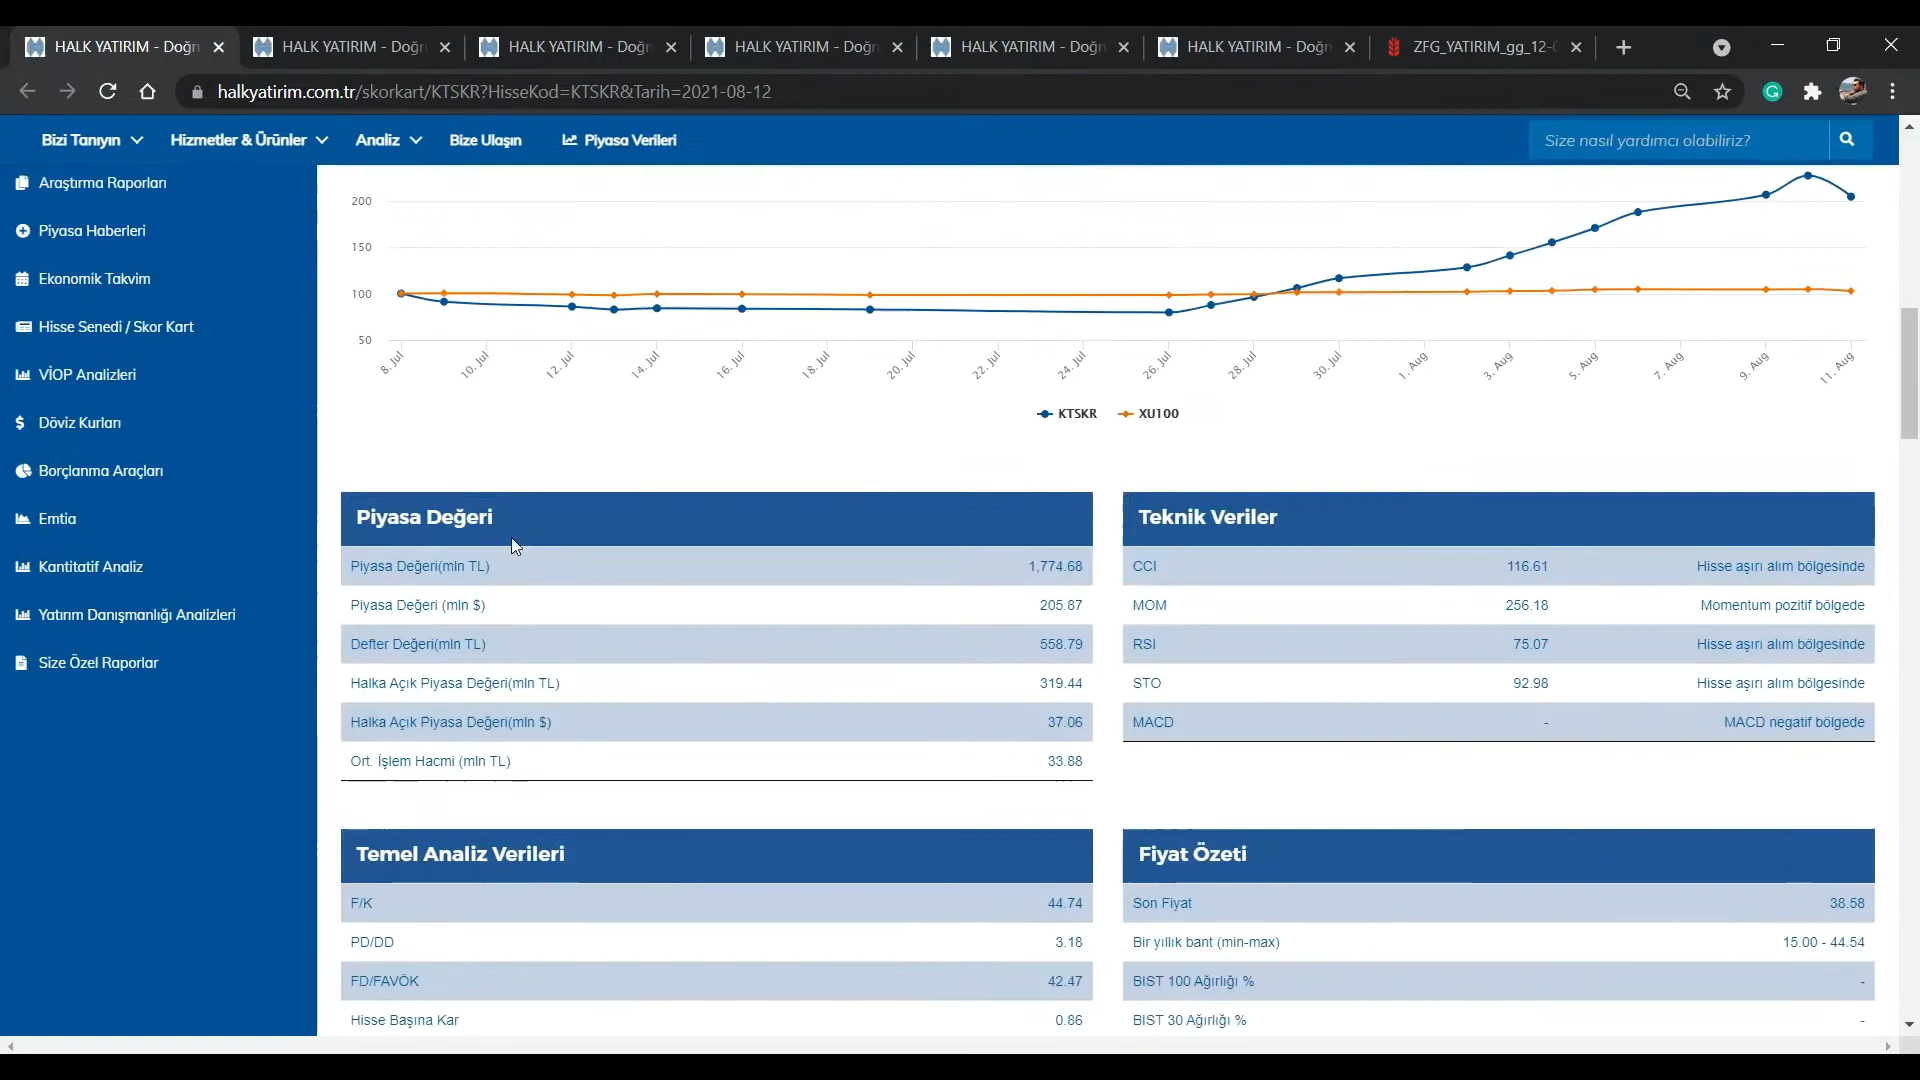 HALK YATIRIM - Doğr
HALK YATIRIM - Doğr
HALK YATIRIM - Doğr
HALK YATIRIM - Doğr
HALK YATIRIM - Doğr
HALK YATIRIM - Doğr
ZFG_YATIRIM_gg_12-0
halkyatirim.com.tr/skorkart/KTSKR?HisseKod=KTSKR&Tarih=2021-08-12
Bizi Tanıyın
Hizmetler & Ürünler
Analiz
Bize Ulaşın
Piyasa Verileri
Size nasıl yardımcı olabiliriz?
Araştırma Raporları
Piyasa Haberleri
Ekonomik Takvim
Hisse Senedi / Skor Kart
VİOP Analizleri
Döviz Kurları
Borçlanma Araçları
Emtia
Kantitatif Analiz
Yatırım Danışmanlığı Analizleri
Size Özel Raporlar
200
150
100
50
8. Jul
10. Jul
12. Jul
14. Jul
16. Jul
18. Jul
20. Jul
22. Jul
24. Jul
26. Jul
28. Jul
30. Jul
1. Aug
3. Aug
5. Aug
7. Aug
9. Aug
11. Aug
KTSKR
XU100
Piyasa Değeri
Piyasa Değeri(mln TL) 1,774.68
Piyasa Değeri (mln $) 205.87
Defter Değeri(mln TL) 558.79
Halka Açık Piyasa Değeri(mln TL) 319.44
Halka Açık Piyasa Değeri(mln $) 37.06
Ort. İşlem Hacmi (mln TL) 33.88
Teknik Veriler
CCI 116.61 Hisse aşırı alım bölgesinde
MOM 256.18 Momentum pozitif bölgede
RSI 75.07 Hisse aşırı alım bölgesinde
STO 92.98 Hisse aşırı alım bölgesinde
MACD - MACD negatif bölgede
Temel Analiz Verileri
F/K 44.74
PD/DD 3.18
FD/FAVÖK 42.47
Hisse Başına Kar 0.86
Fiyat Özeti
Son Fiyat 38.58
Bir yıllık bant (min-max) 15.00 - 44.54
BIST 100 Ağırlığı % -
BIST 30 Ağırlığı % -